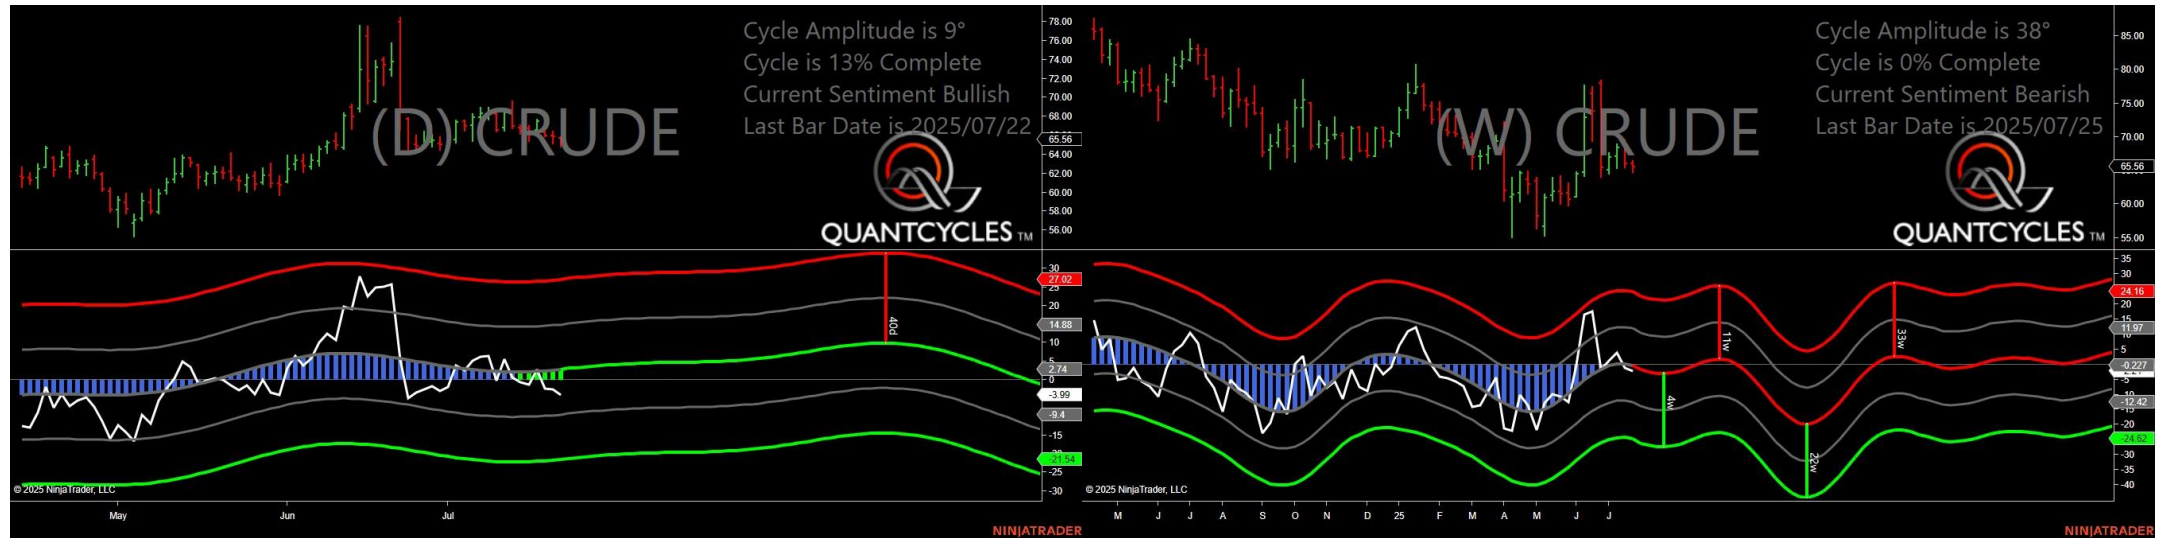 Cycle Amplitude is 9°
Cycle is 13% Complete
Current Sentiment Bullish
Last Bar Date is 2025/07/22
(D) CRUDE
QUANTCYCLES TM
78.00
76.00
74.00
72.00
70.00
68.00
65.56
64.00
62.00
60.00
58.00
56.00
30
27.02
25
20
14.88
10
5
2.74
0
-3.99
-9.4
-15
-21.54
-25
-30
40d
© 2025 NinjaTrader, LLC
May Jun Jul
NINJATRADER
Cycle Amplitude is 38°
Cycle is 0% Complete
Current Sentiment Bearish
Last Bar Date is 2025/07/25
(W) CRUDE
QUANTCYCLES TM
85.00
80.00
75.00
70.00
65.56
60.00
55.00
35
30
24.16
20
15
11.97
5
-0.227
-5
-12.42
-15
-20
-24.62
-30
-35
-40
4w
11w
22w
33w
© 2025 NinjaTrader, LLC
M J J A S O N D 25 F M A M J J
NINJATRADER